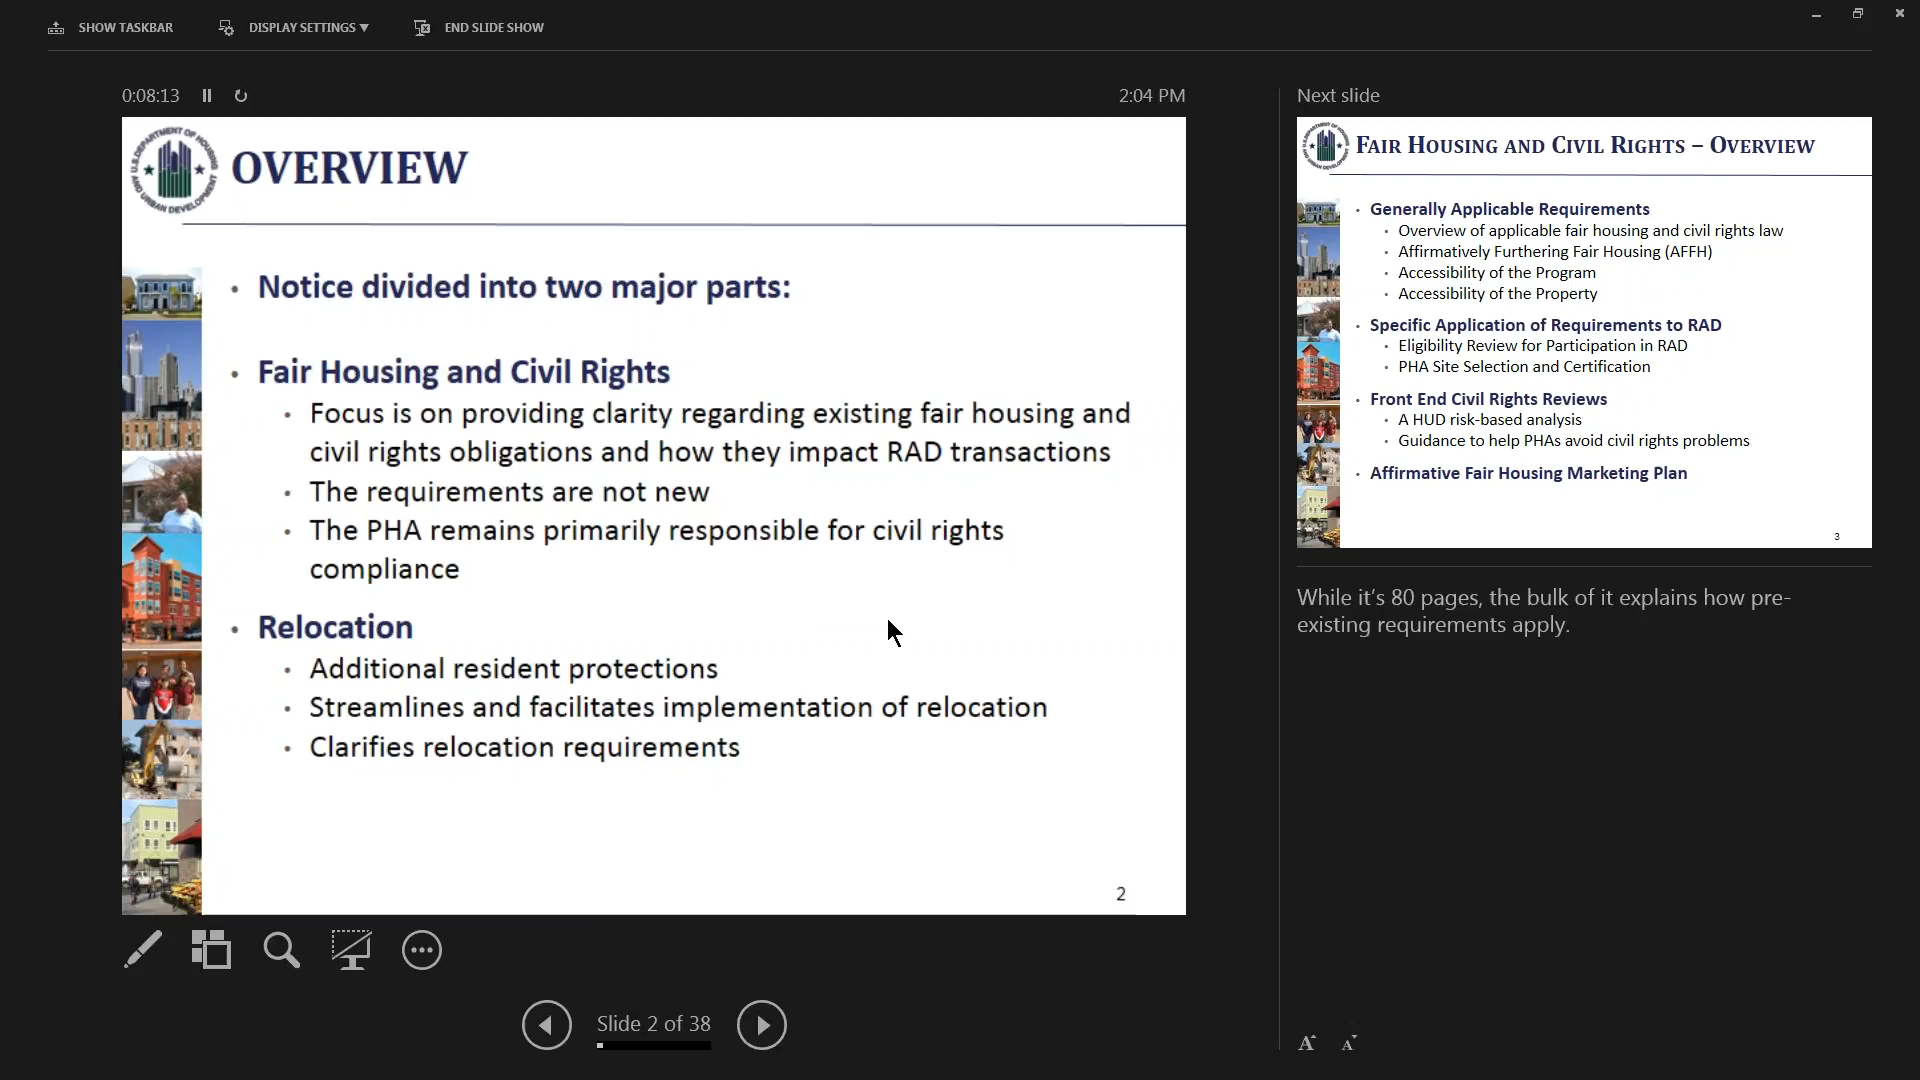 SHOW TASKBAR
DISPLAY SETTINGS ▼
END SLIDE SHOW
0:08:13
2:04 PM
U.S. DEPARTMENT OF HOUSING AND URBAN DEVELOPMENT
OVERVIEW
• Notice divided into two major parts:
• Fair Housing and Civil Rights
• Focus is on providing clarity regarding existing fair housing and
civil rights obligations and how they impact RAD transactions
• The requirements are not new
• The PHA remains primarily responsible for civil rights
compliance
• Relocation
• Additional resident protections
• Streamlines and facilitates implementation of relocation
• Clarifies relocation requirements
2
Slide 2 of 38
Next slide
FAIR HOUSING AND CIVIL RIGHTS – OVERVIEW
• Generally Applicable Requirements
• Overview of applicable fair housing and civil rights law
• Affirmatively Furthering Fair Housing (AFFH)
• Accessibility of the Program
• Accessibility of the Property
• Specific Application of Requirements to RAD
• Eligibility Review for Participation in RAD
• PHA Site Selection and Certification
• Front End Civil Rights Reviews
• A HUD risk-based analysis
• Guidance to help PHAs avoid civil rights problems
• Affirmative Fair Housing Marketing Plan
3
While it's 80 pages, the bulk of it explains how pre-
existing requirements apply.
A A